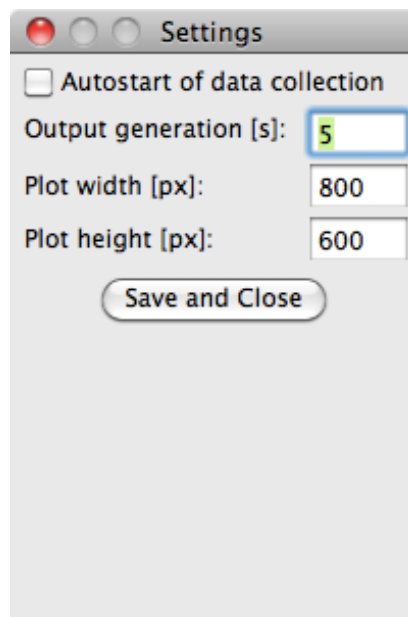 Settings
Autostart of data collection
Output generation [s]: 5
Plot width [px]: 800
Plot height [px]: 600
Save and Close